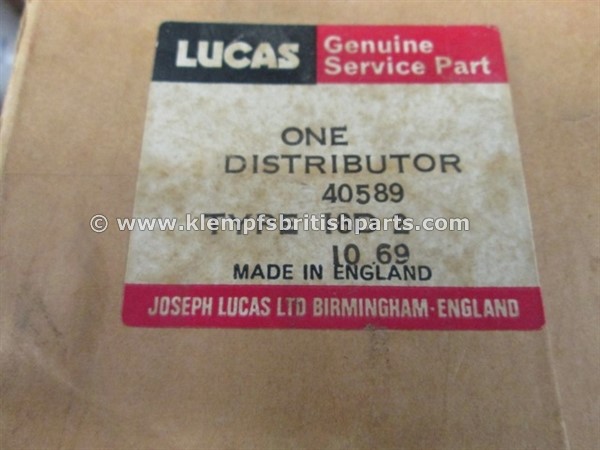 LUCAS
Genuine
Service Part
ONE
DISTRIBUTOR
40589
© www.klempfsbritishparts.com
TYPE
10 69
MADE IN ENGLAND
JOSEPH LUCAS LTD BIRMINGHAM-ENGLAND